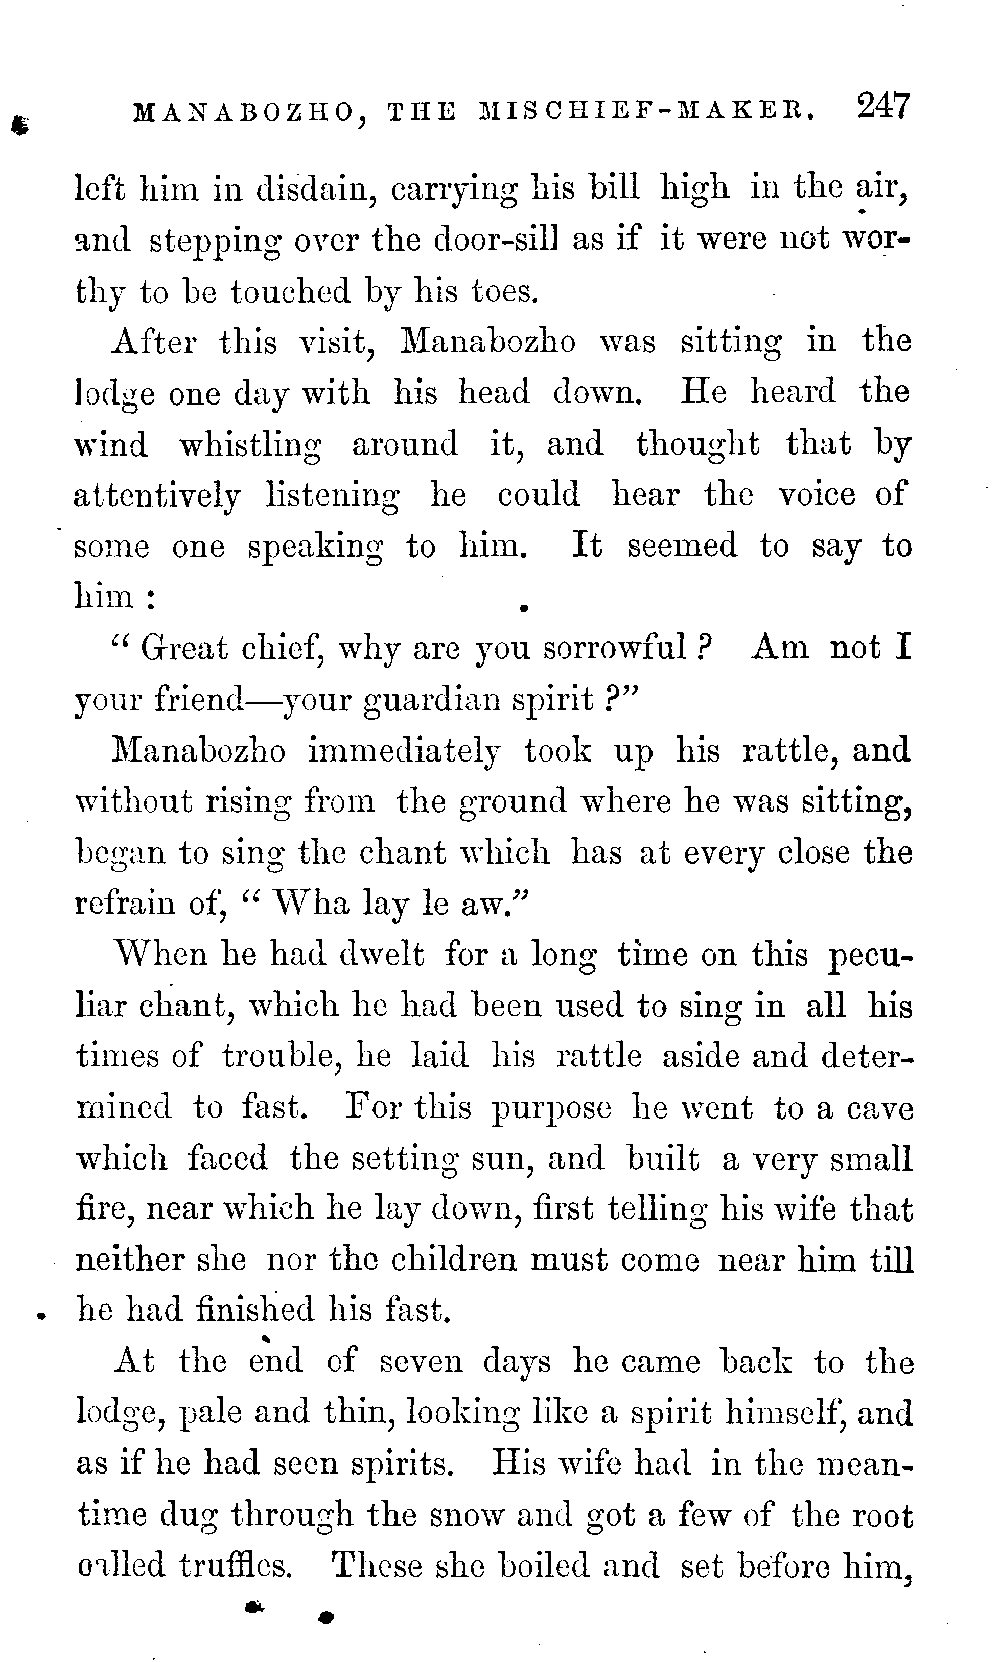 MANABOZHO, THE MISCHIEF-MAKER. 247
left him in disdain, carrying his bill high in the air,
and stepping over the door-sill as if it were not wor-
thy to be touched by his toes.
After this visit, Manabozho was sitting in the
lodge one day with his head down. He heard the
wind whistling around it, and thought that by
attentively listening he could hear the voice of
some one speaking to him. It seemed to say to
him :
“ Great chief, why are you sorrowful ? Am not I
your friend—your guardian spirit ?”
Manabozho immediately took up his rattle, and
without rising from the ground where he was sitting,
began to sing the chant which has at every close the
refrain of, “ Wha lay le aw.”
When he had dwelt for a long time on this pecu-
liar chant, which he had been used to sing in all his
times of trouble, he laid his rattle aside and deter-
mined to fast. For this purpose he went to a cave
which faced the setting sun, and built a very small
fire, near which he lay down, first telling his wife that
neither she nor the children must come near him till
he had finished his fast.
At the end of seven days he came back to the
lodge, pale and thin, looking like a spirit himself, and
as if he had seen spirits. His wife had in the mean-
time dug through the snow and got a few of the root
called truffles. These she boiled and set before him,